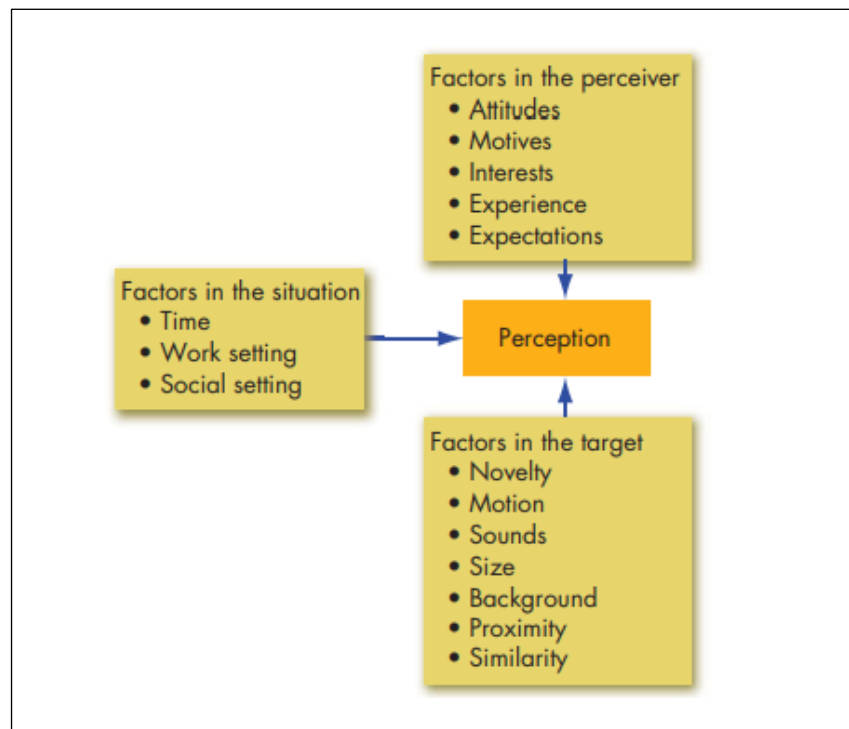 Factors in the perceiver
• Attitudes
• Motives
• Interests
• Experience
• Expectations
Factors in the situation
• Time
• Work setting
• Social setting
Perception
Factors in the target
• Novelty
• Motion
• Sounds
• Size
• Background
• Proximity
• Similarity